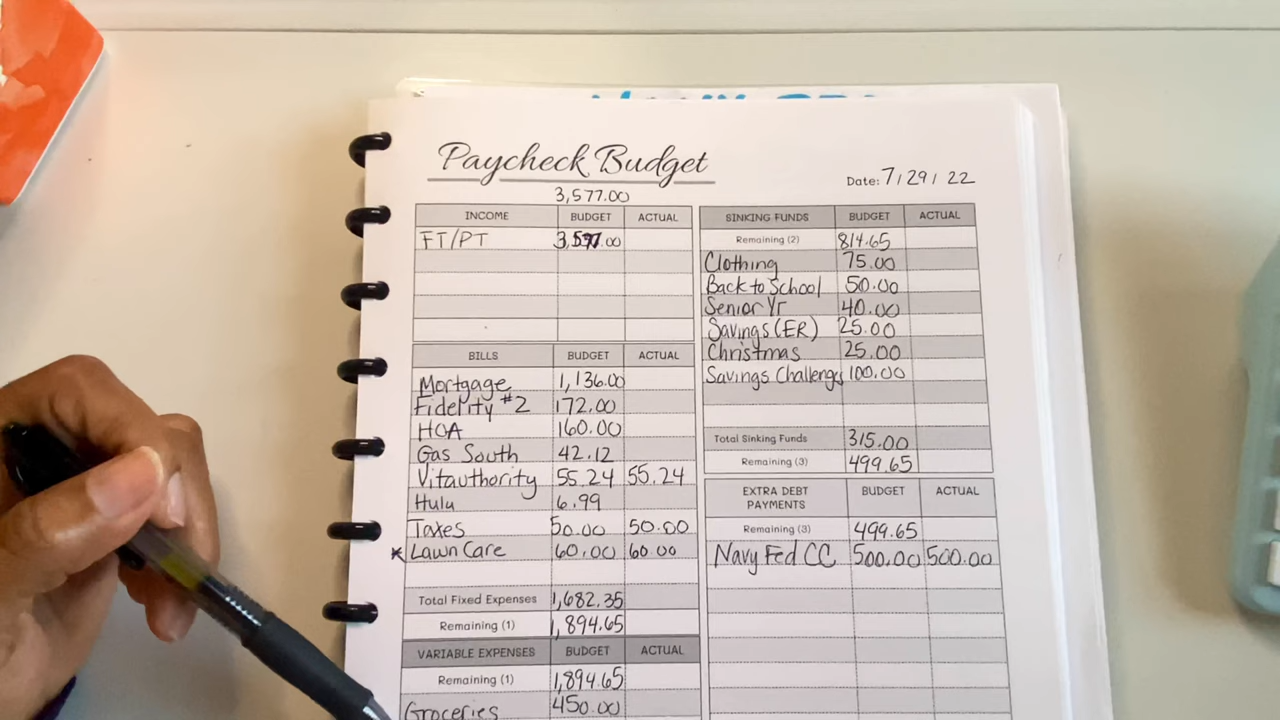 Paycheck Budget
Date: 7/29/22
3,577.00
INCOME BUDGET ACTUAL
FT/PT 3,577.00
BILLS BUDGET ACTUAL
Mortgage 1,136.00
Fidelity #2 172.00
HOA 160.00
Gas South 42.12
Vitauthority 55.24 55.24
Hulu 6.99
Taxes 50.00 50.00
* Lawn Care 60.00 60.00
Total Fixed Expenses 1,682.35
Remaining (1) 1,894.65
VARIABLE EXPENSES BUDGET ACTUAL
Remaining (1) 1,894.65
Groceries 450.00
SINKING FUNDS BUDGET ACTUAL
Remaining (2) 814.65
Clothing 75.00
Back to School 50.00
Senior Yr 40.00
Savings (ER) 25.00
Christmas 25.00
Savings Challenge 100.00
Total Sinking Funds 315.00
Remaining (3) 499.65
EXTRA DEBT PAYMENTS BUDGET ACTUAL
Remaining (3) 499.65
Navy Fed CC 500.00 500.00